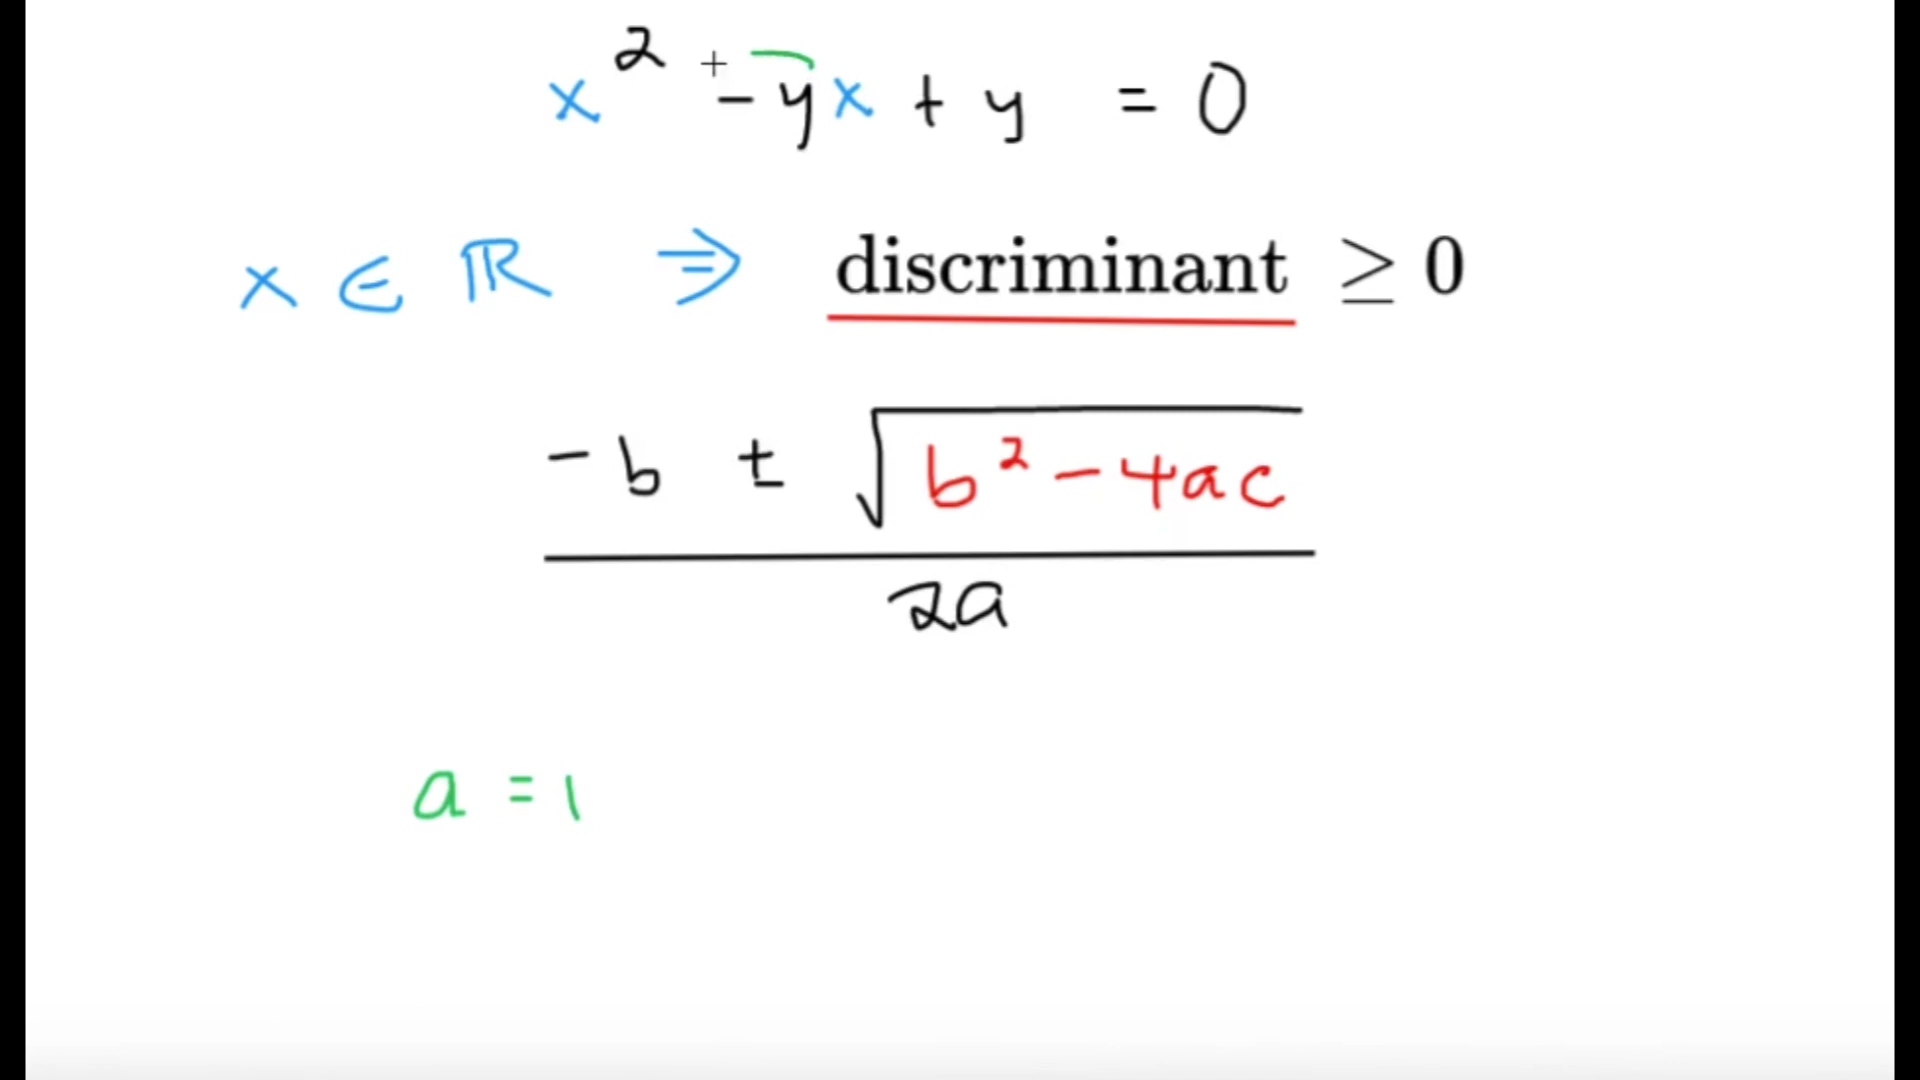 x² - yx + y = 0
x ∈ ℝ ⇒ discriminant ≥ 0
-b ± √(b² - 4ac)
2a
a = 1